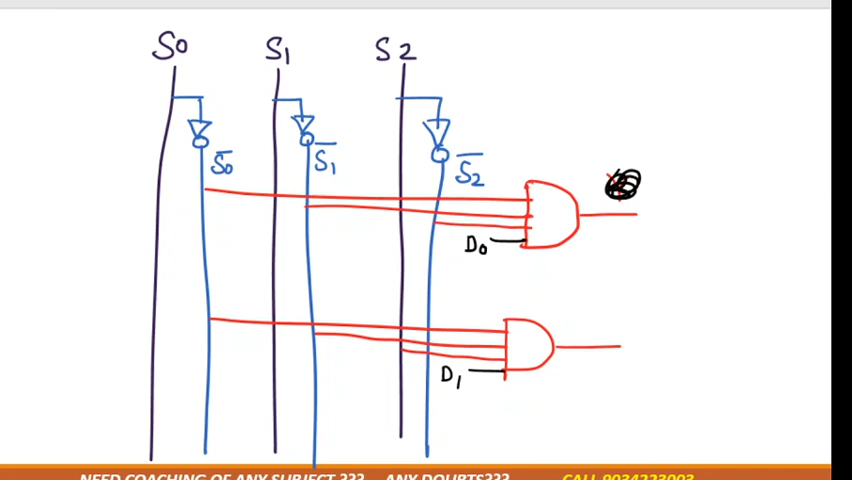 S0 S1 S2
S̅0̅ S̅1̅ S̅2̅
D0
D1
NEED COACHING OF ANY SUBJECT ??? ANY DOUBTS??? CALL 9034223003